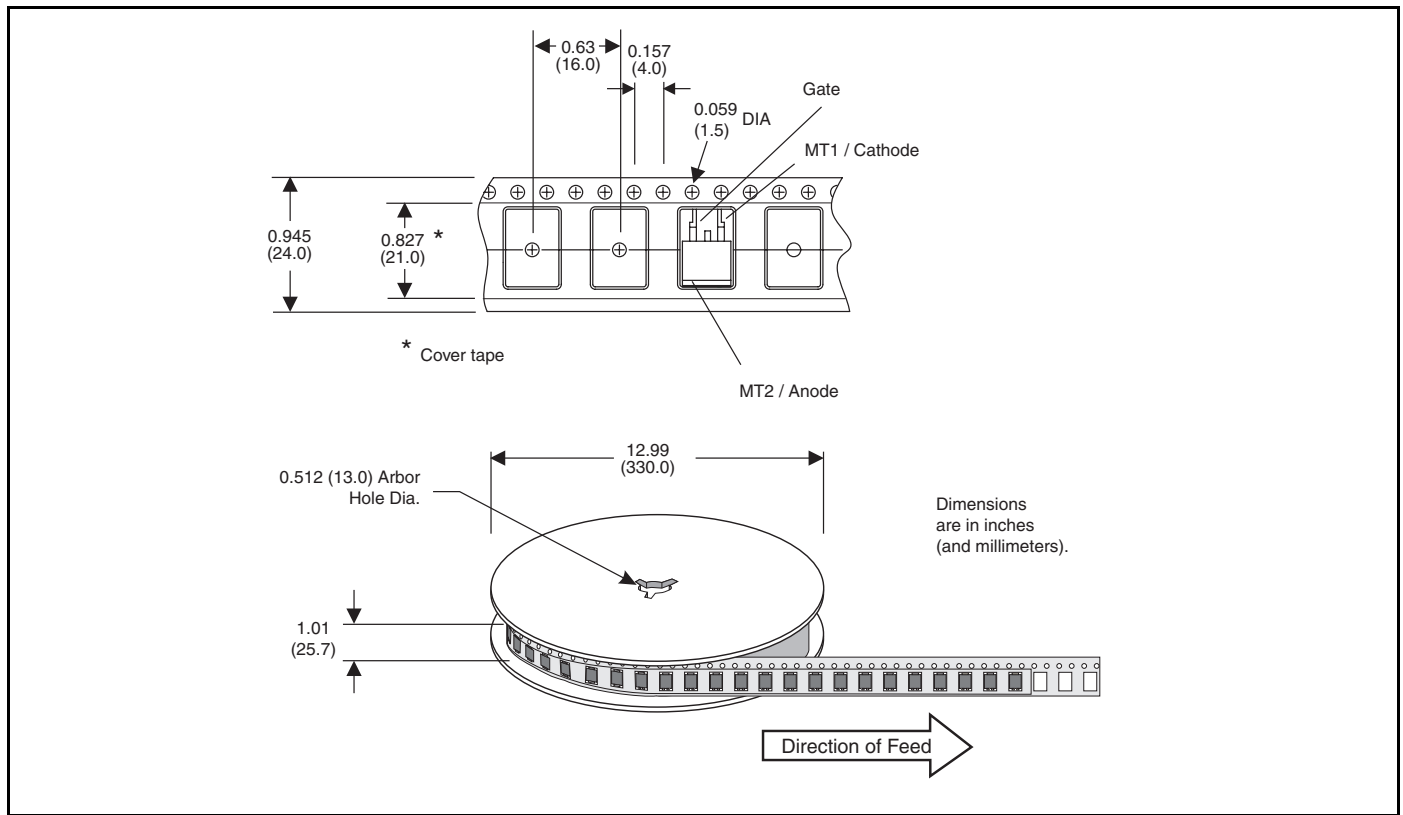 0.63
(16.0)
0.157
(4.0)
0.059
(1.5)
DIA
Gate
MT1 / Cathode
0.945
(24.0)
0.827
(21.0)
*
* Cover tape
MT2 / Anode
12.99
(330.0)
0.512 (13.0) Arbor
Hole Dia.
Dimensions
are in inches
(and millimeters).
1.01
(25.7)
Direction of Feed